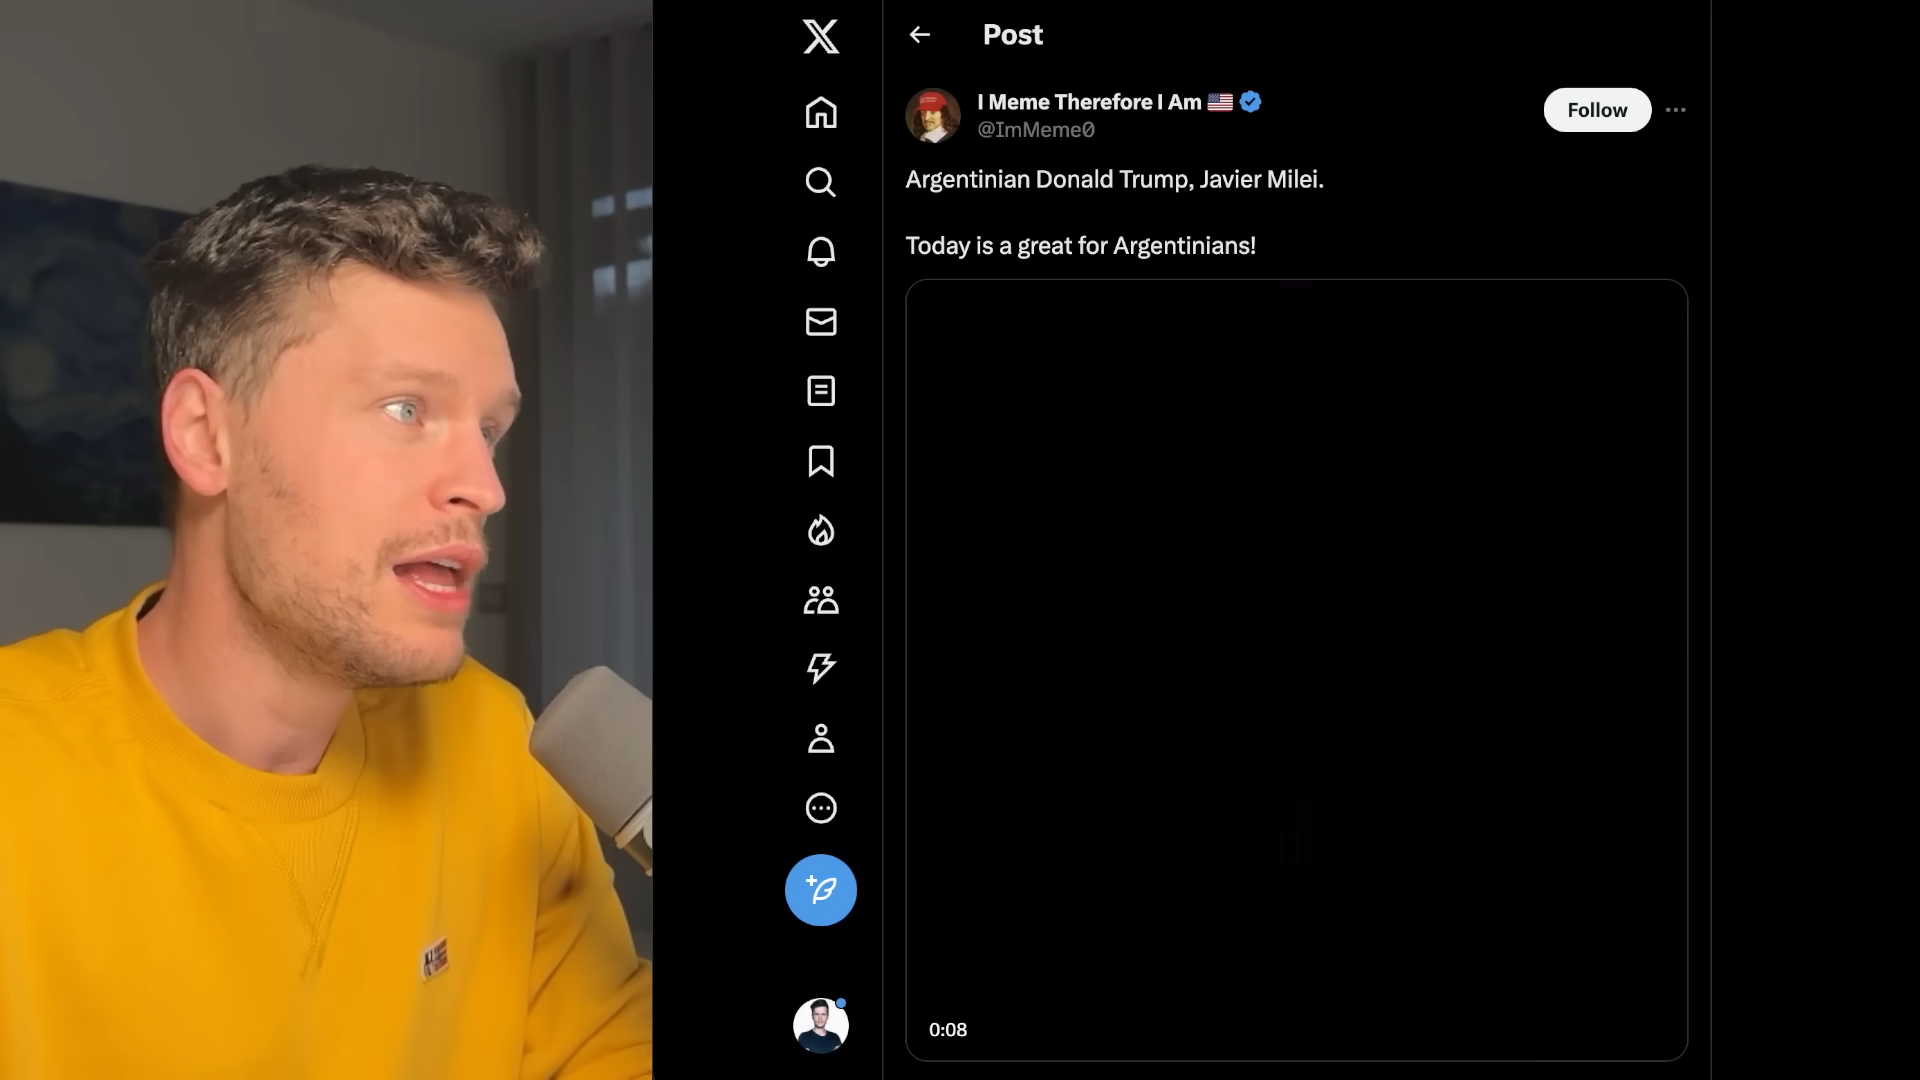 Post
I Meme Therefore I Am
@ImMeme0
Follow
Argentinian Donald Trump, Javier Milei.
Today is a great for Argentinians!
0:08